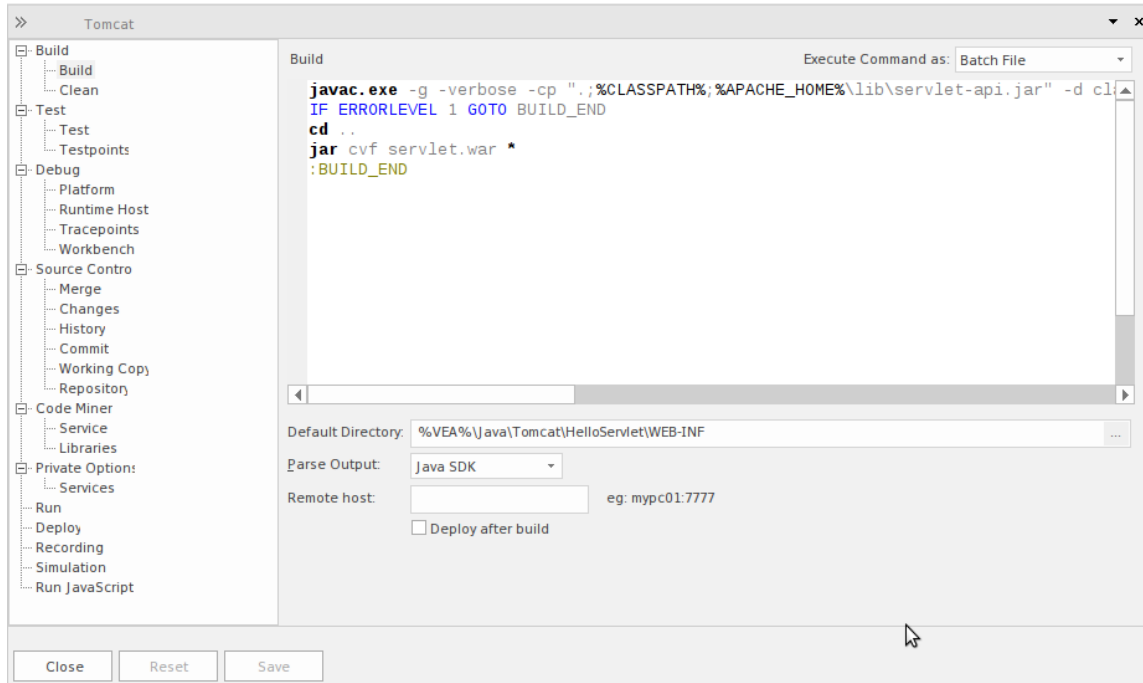 Tomcat
Build
Build
Clean
Test
Test
Testpoints
Debug
Platform
Runtime Host
Tracepoints
Workbench
Source Contro
Merge
Changes
History
Commit
Working Copy
Repository
Code Miner
Service
Libraries
Private Options
Services
Run
Deploy
Recording
Simulation
Run JavaScript
Build
Execute Command as: Batch File
javac.exe -g -verbose -cp ".;%CLASSPATH%;%APACHE_HOME%\lib\servlet-api.jar" -d cla
IF ERRORLEVEL 1 GOTO BUILD_END
cd ..
jar cvf servlet.war *
:BUILD_END
Default Directory: %VEA%\Java\Tomcat\HelloServlet\WEB-INF ...
Parse Output: Java SDK
Remote host: eg: mypc01:7777
Deploy after build
Close Reset Save